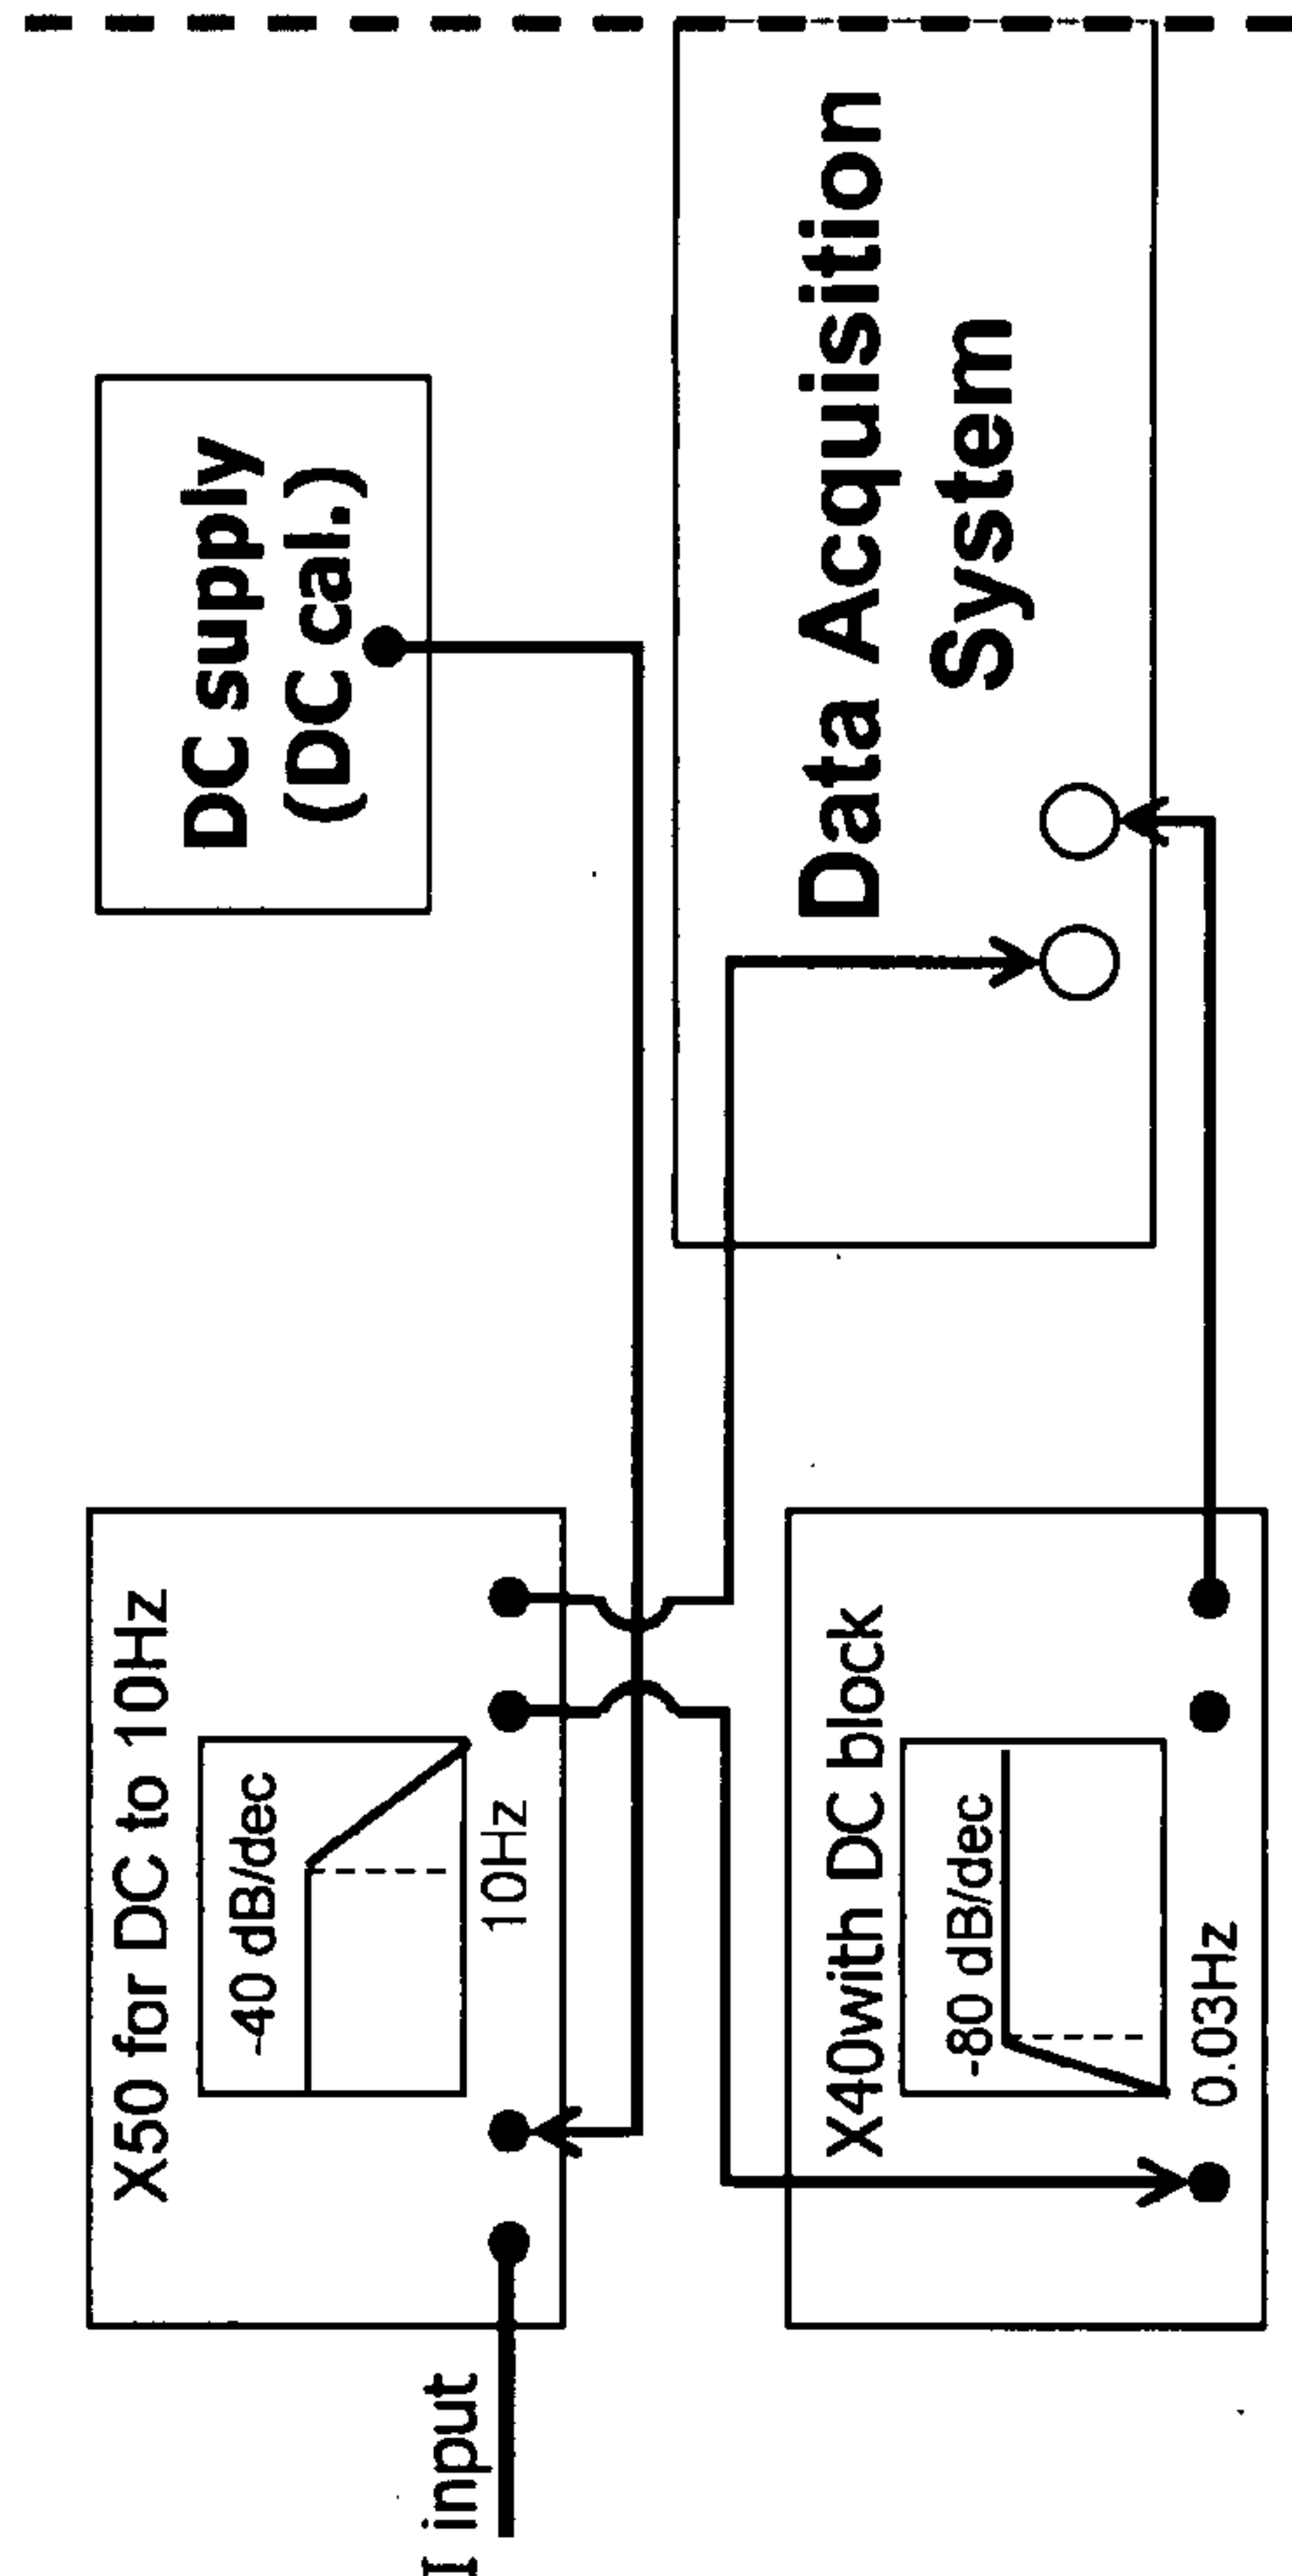 I input
X50 for DC to 10Hz
-40 dB/dec
10Hz
DC supply
(DC cal.)
X40with DC block
-80 dB/dec
0.03Hz
Data Acquisition
System